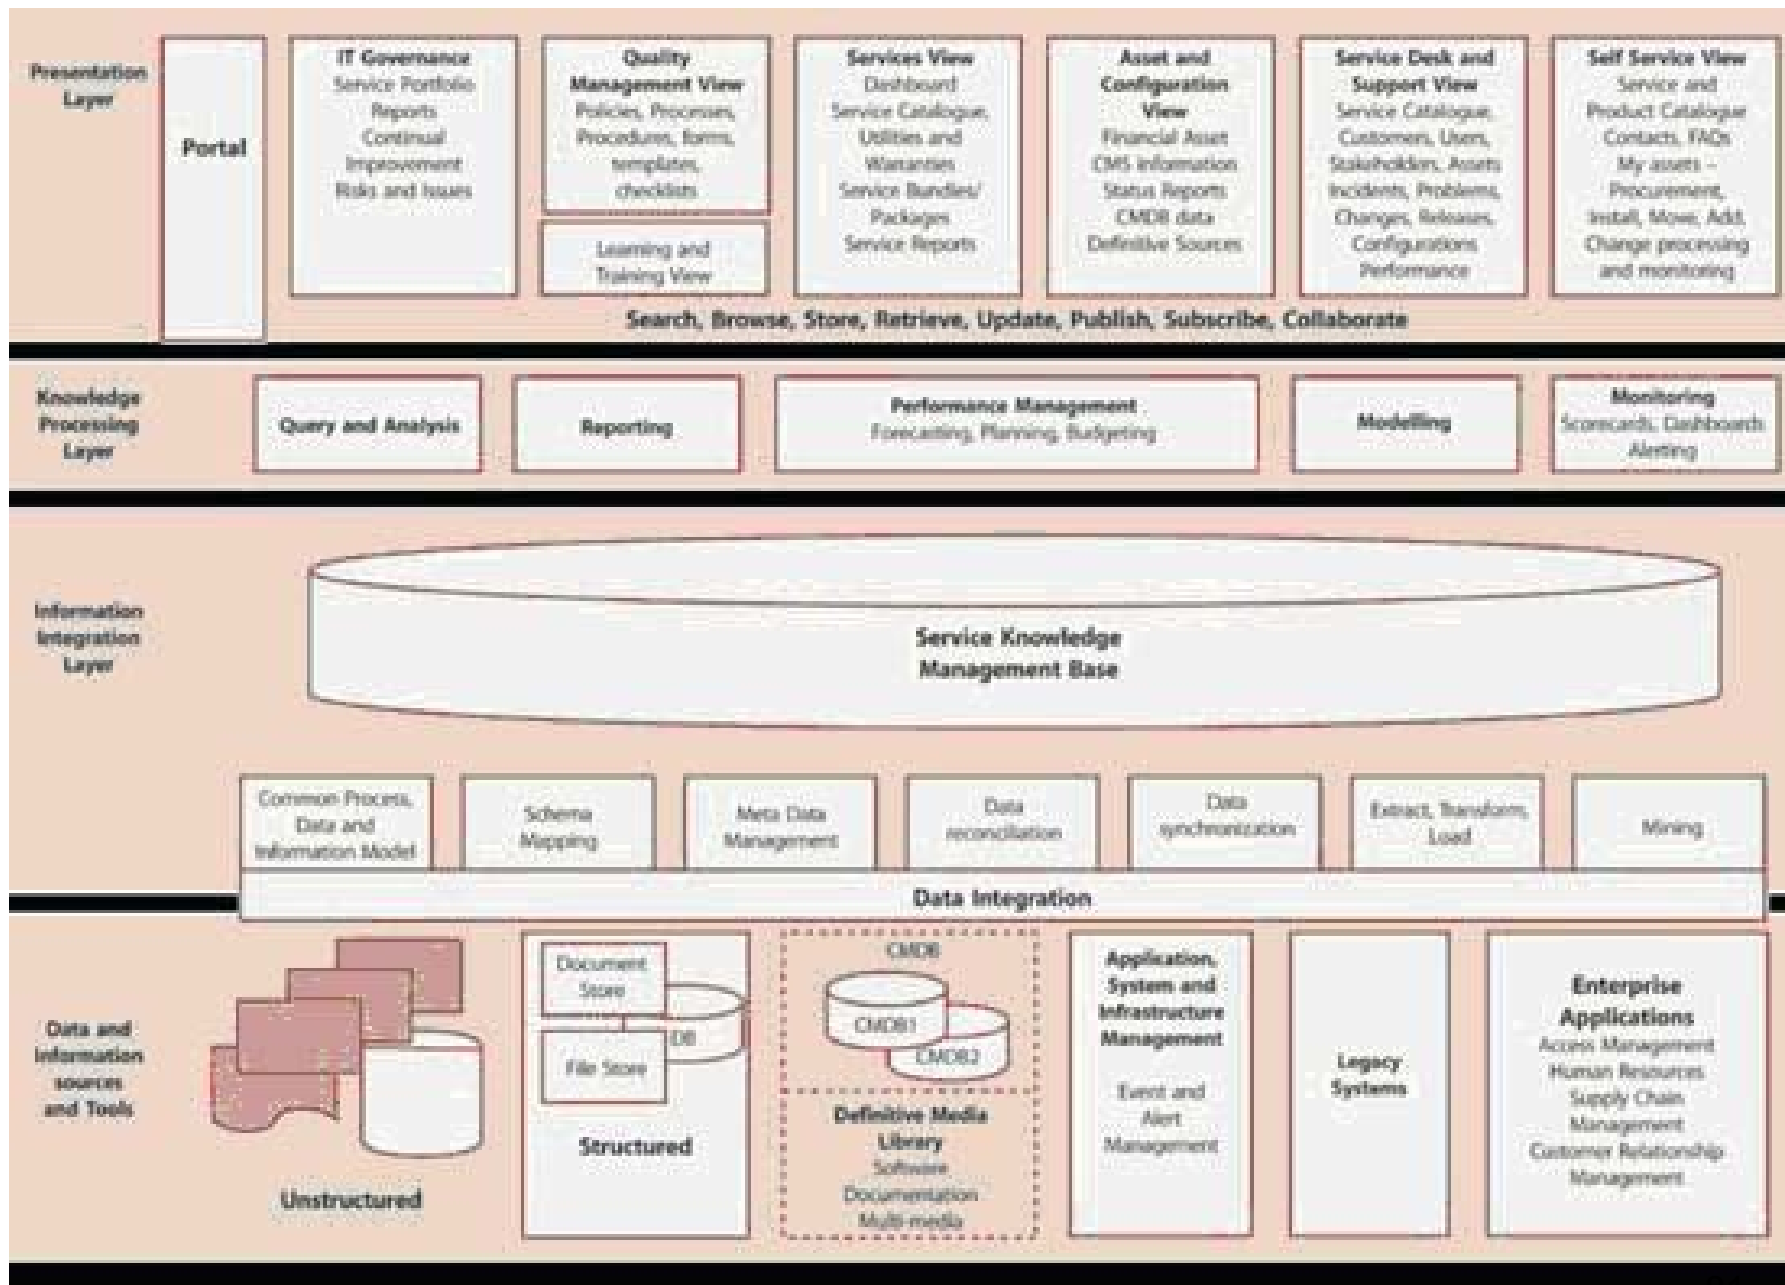 Presentation
Layer
Portal
IT Governance
Service Portfolio
Reports
Continual
Improvement
Risks and Issues
Quality
Management View
Policies, Processes,
Procedures, forms,
templates,
checklists
Learning and
Training View
Services View
Dashboard
Service Catalogue,
Utilities and
Warranties
Service Bundles/
Packages
Service Reports
Asset and
Configuration
View
Financial Asset
CMS Information
Status Reports
CMDB data
Definitive Sources
Service Desk and
Support View
Service Catalogue,
Customers, Users,
Stakeholders, Assets
Incidents, Problems,
Changes, Releases,
Configurations
Performance
Self Service View
Service and
Product Catalogue
Contacts, FAQs
My assets –
Procurement,
Install, Move, Add,
Change processing
and monitoring
Search, Browse, Store, Retrieve, Update, Publish, Subscribe, Collaborate
Knowledge
Processing
Layer
Query and Analysis
Reporting
Performance Management
Forecasting, Planning, Budgeting
Modelling
Monitoring
Scorecards, Dashboards
Alerting
Information
Integration
Layer
Service Knowledge
Management Base
Common Process,
Data and
Information Model
Schema
Mapping
Meta Data
Management
Data
reconciliation
Data
synchronization
Extract, Transform,
Load
Mining
Data Integration
Data and
Information
sources
and Tools
Unstructured
Document
Store
DB
File Store
Structured
CMDB
CMDB1
CMDB2
Definitive Media
Library
Software
Documentation
Multi-media
Application,
System and
Infrastructure
Management
Event and
Alert
Management
Legacy
Systems
Enterprise
Applications
Access Management
Human Resources
Supply Chain
Management
Customer Relationship
Management